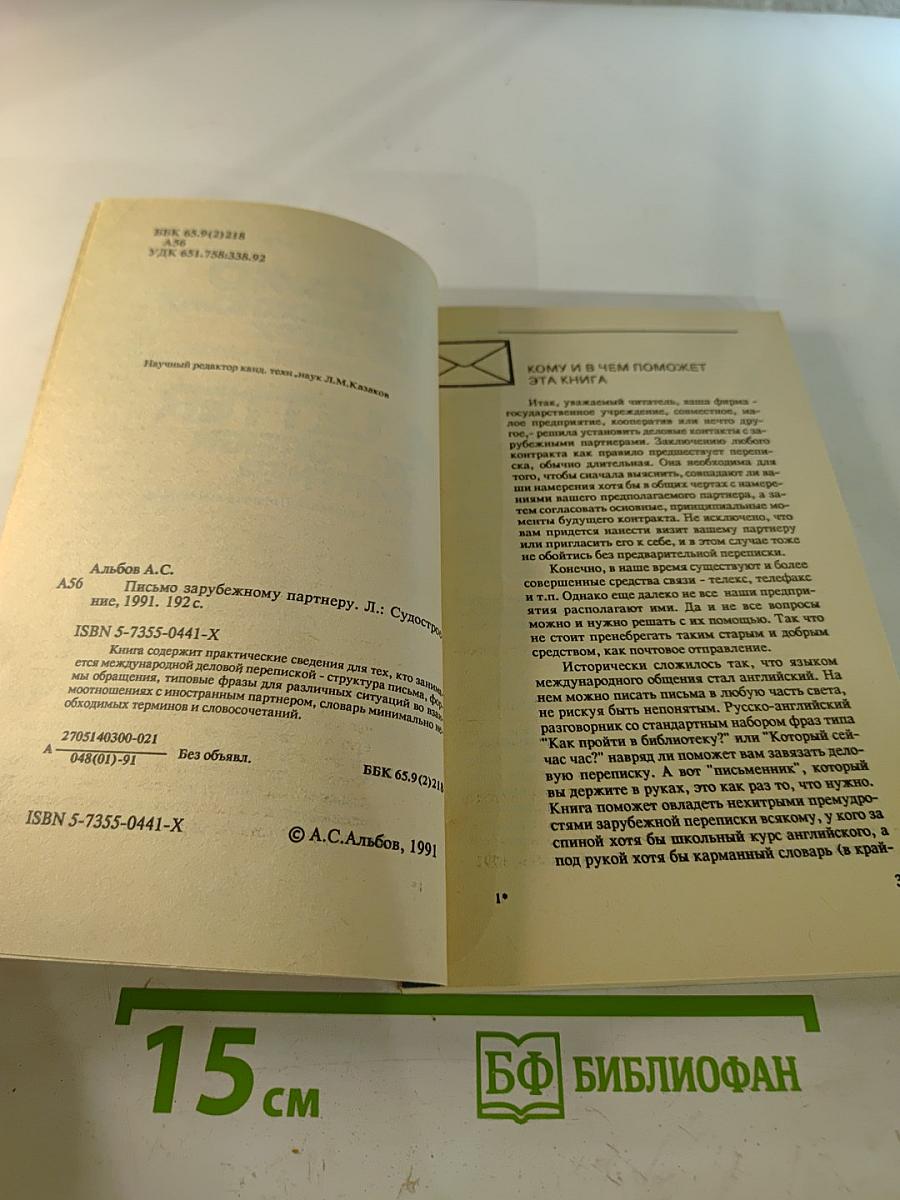 ББК 65.9(2)218
А56
УДК 651.758:338.92
Научный редактор канд. техн. наук Л.М.Казаков
Альбов А.С.
А56 Письмо зарубежному партнеру. Л.: Судострое
ние, 1991. 192 с.
ISBN 5-7355-0441-X
Книга содержит практические сведения для тех, кто занима
ется международной деловой перепиской - структура письма, фор
мы обращения, типовые фразы для различных ситуаций во взаи
моотношениях с иностранным партнером, словарь минимально не
обходимых терминов и словосочетаний.
А 2705140300-021 Без объявл.
048(01)-91
ББК 65.9(2)218
ISBN 5-7355-0441-X
© А.С.Альбов, 1991
КОМУ И В ЧЕМ ПОМОЖЕТ
ЭТА КНИГА
Итак, уважаемый читатель, ваша фирма -
государственное учреждение, совместное, ма-
лое предприятие, кооператив или нечто дру-
гое,- решила установить деловые контакты с за-
рубежными партнерами. Заключению любого
контракта как правило предшествует перепи-
ска, обычно длительная. Она необходима для
того, чтобы сначала выяснить, совпадают ли ва-
ши намерения хотя бы в общих чертах с намере-
ниями вашего предполагаемого партнера, а за-
тем согласовать основные, принципиальные мо-
менты будущего контракта. Не исключено, что
вам придется нанести визит вашему партнеру
или пригласить его к себе, и в этом случае тоже
не обойтись без предварительной переписки.
Конечно, в наше время существуют и более
совершенные средства связи - телекс, телефакс
и т.п. Однако еще далеко не все наши предпри-
ятия располагают ими. Да и не все вопросы
можно и нужно решать с их помощью. Так что
не стоит пренебрегать таким старым и добрым
средством, как почтовое отправление.
Исторически сложилось так, что языком
международного общения стал английский. На
нем можно писать письма в любую часть света,
не рискуя быть непонятым. Русско-английский
разговорник со стандартным набором фраз типа
"Как пройти в библиотеку?" или "Который сей-
час час?" навряд ли поможет вам завязать дело-
вую переписку. А вот "письменник", который
вы держите в руках, это как раз то, что нужно.
Книга поможет овладеть нехитрыми премудро-
стями зарубежной переписки всякому, у кого за
спиной хотя бы школьный курс английского, а
под рукой хотя бы карманный словарь (в край-
1*
3
15 см
БФ БИБЛИОФАН